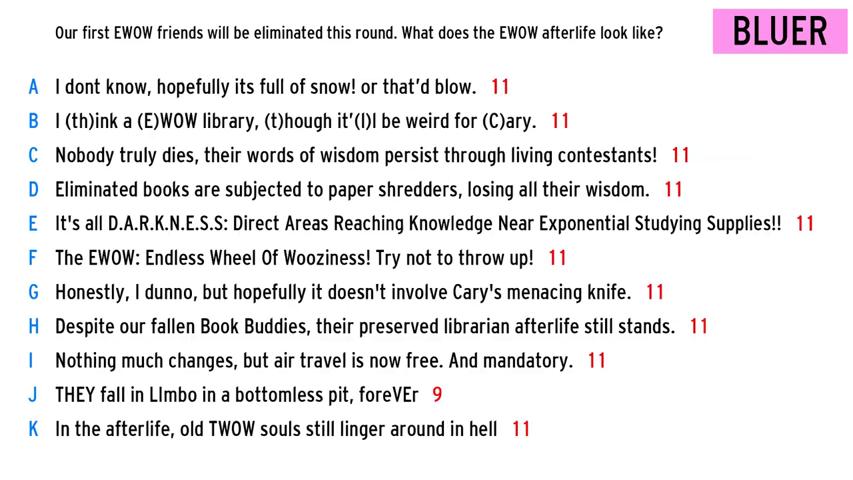 Our first EWOW friends will be eliminated this round. What does the EWOW afterlife look like?
BLUER
A I dont know, hopefully its full of snow! or that'd blow. 11
B I (th)ink a (E)WOW library, (t)hough it'(l)l be weird for (C)ary. 11
C Nobody truly dies, their words of wisdom persist through living contestants! 11
D Eliminated books are subjected to paper shredders, losing all their wisdom. 11
E It's all D.A.R.K.N.E.S.S: Direct Areas Reaching Knowledge Near Exponential Studying Supplies!! 11
F The EWOW: Endless Wheel Of Wooziness! Try not to throw up! 11
G Honestly, I dunno, but hopefully it doesn't involve Cary's menacing knife. 11
H Despite our fallen Book Buddies, their preserved librarian afterlife still stands. 11
I Nothing much changes, but air travel is now free. And mandatory. 11
J THEY fall in LImbo in a bottomless pit, foreVEr 9
K In the afterlife, old TWOW souls still linger around in hell 11